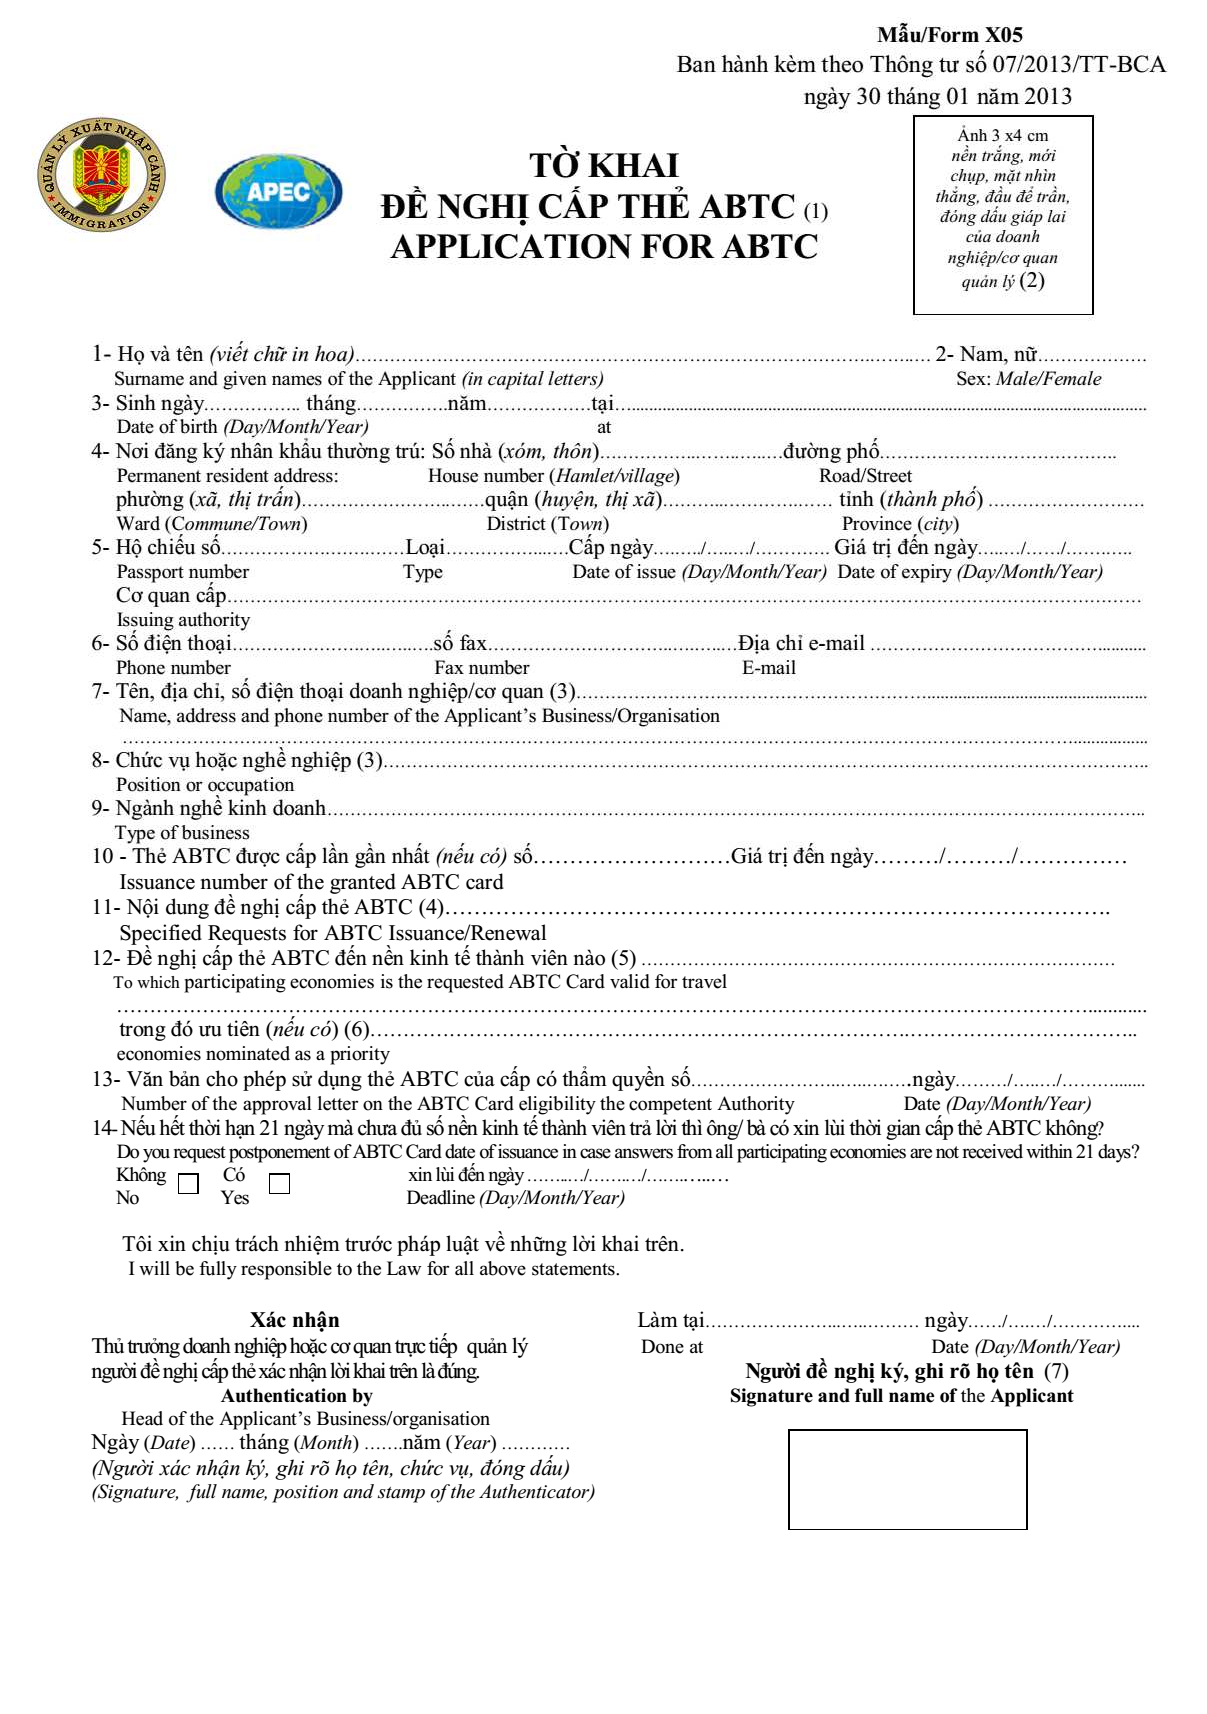 Mẫu/Form X05
Ban hành kèm theo Thông tư số 07/2013/TT-BCA
ngày 30 tháng 01 năm 2013
QUẢN LÝ XUẤT NHẬP CẢNH
IMMIGRATION
APEC
TỜ KHAI
ĐỀ NGHỊ CẤP THẺ ABTC (1)
APPLICATION FOR ABTC
Ảnh 3 x4 cm
nền trắng, mới
chụp, mặt nhìn
thẳng, đầu để trần,
đóng dấu giáp lai
của doanh
nghiệp/cơ quan
quản lý (2)
1- Họ và tên (viết chữ in hoa)…………………………………………………………… 2- Nam, nữ………………
Surname and given names of the Applicant (in capital letters) Sex: Male/Female
3- Sinh ngày…………….. tháng…………….năm………………tại…..............................................................
Date of birth (Day/Month/Year) at
4- Nơi đăng ký nhân khẩu thường trú: Số nhà (xóm, thôn)…………………………đường phố………………………………….
Permanent resident address: House number (Hamlet/village) Road/Street
phường (xã, thị trấn)…………………………quận (huyện, thị xã)……………………… tỉnh (thành phố) ………………………
Ward (Commune/Town) District (Town) Province (city)
5- Hộ chiếu số…………………………Loại………………...….Cấp ngày…..…../…..…/…………. Giá trị đến ngày…..…/……/…………..
Passport number Type Date of issue (Day/Month/Year) Date of expiry (Day/Month/Year)
Cơ quan cấp………………………………………………………………………………………………
Issuing authority
6- Số điện thoại…………………………….số fax…………………………………Địa chỉ e-mail …………………………………...........
Phone number Fax number E-mail
7- Tên, địa chỉ, số điện thoại doanh nghiệp/cơ quan (3)……………………………………………….......................................
Name, address and phone number of the Applicant’s Business/Organisation
………………………………………………………………………………………………………………..................
8- Chức vụ hoặc nghề nghiệp (3)…………………………………………………………………………………………..
Position or occupation
9- Ngành nghề kinh doanh…………………………………………………………………………………………………..
Type of business
10 - Thẻ ABTC được cấp lần gần nhất (nếu có) số………………………Giá trị đến ngày………/………/……………
Issuance number of the granted ABTC card
11- Nội dung đề nghị cấp thẻ ABTC (4)……………………………………………………………………………….
Specified Requests for ABTC Issuance/Renewal
12- Đề nghị cấp thẻ ABTC đến nền kinh tế thành viên nào (5) ………………………………………………………………………
To which participating economies is the requested ABTC Card valid for travel
………………………………………………………………………………………………………………...........
trong đó ưu tiên (nếu có) (6)…………………………………………………………………………………………..
economies nominated as a priority
13- Văn bản cho phép sử dụng thẻ ABTC của cấp có thẩm quyền số……………………………….ngày………/…..…/……….......
Number of the approval letter on the ABTC Card eligibility the competent Authority Date (Day/Month/Year)
14- Nếu hết thời hạn 21 ngày mà chưa đủ số nền kinh tế thành viên trả lời thì ông/ bà có xin lùi thời gian cấp thẻ ABTC không?
Do you request postponement of ABTC Card date of issuance in case answers from all participating economies are not received within 21 days?
Không Có xin lùi đến ngày ……..…/………/……………
No Yes Deadline (Day/Month/Year)
Tôi xin chịu trách nhiệm trước pháp luật về những lời khai trên.
I will be fully responsible to the Law for all above statements.
Xác nhận Làm tại……………………………… ngày……/……/…………....
Thủ trưởng doanh nghiệp hoặc cơ quan trực tiếp quản lý Done at Date (Day/Month/Year)
người đề nghị cấp thẻ xác nhận lời khai trên là đúng. Người đề nghị ký, ghi rõ họ tên (7)
Authentication by Signature and full name of the Applicant
Head of the Applicant’s Business/organisation
Ngày (Date) …… tháng (Month) …….năm (Year) …………
(Người xác nhận ký, ghi rõ họ tên, chức vụ, đóng dấu)
(Signature, full name, position and stamp of the Authenticator)